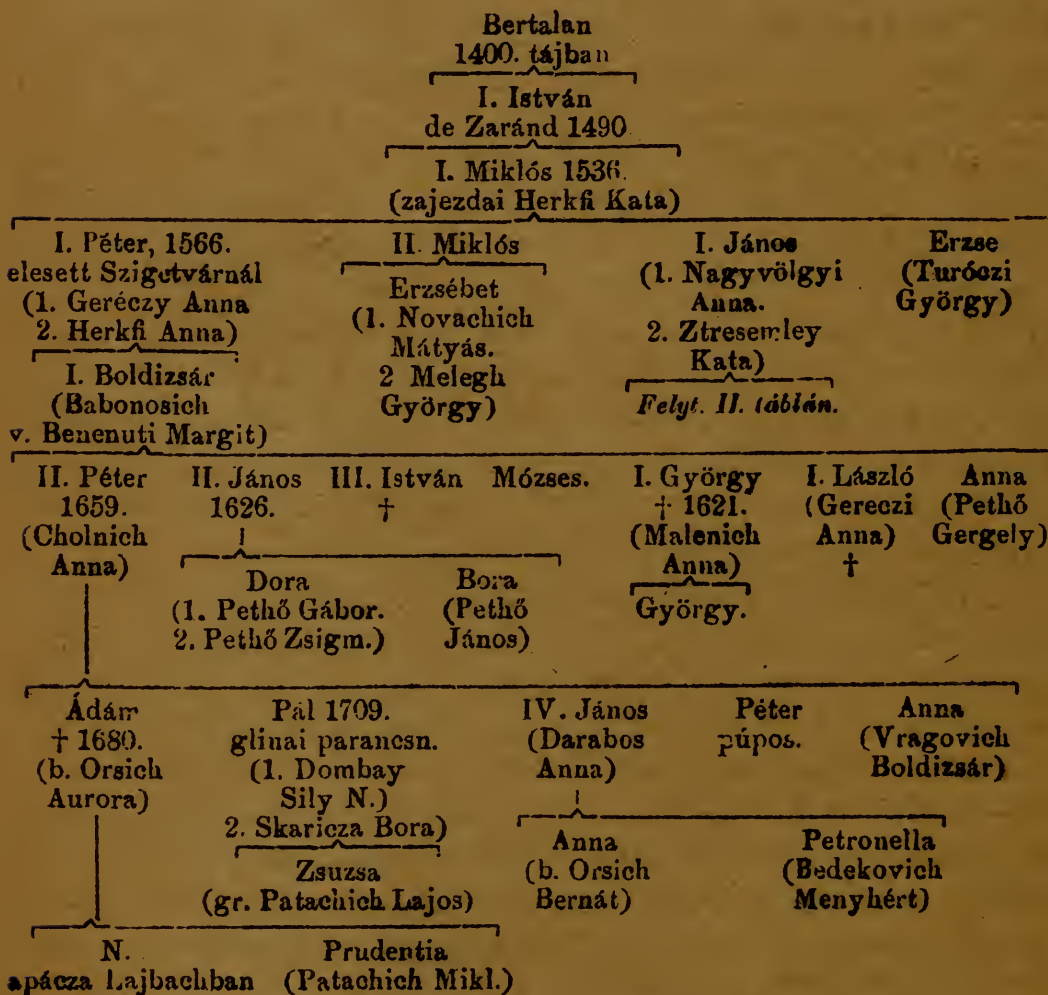 Bertalan
1400. tájban
I. István
de Zaránd 1490
I. Miklós 1536.
(zajezdai Herkfi Kata)
I. Péter, 1566.
elesett Szigetvárnál
(1. Geréczy Anna
2. Herkfi Anna)
I. Boldizsár
(Babonosich
v. Benenuti Margit)
II. Miklós
Erzsébet
(1. Novachich
Mátyás.
2 Melegh
György)
I. János
(1. Nagyvölgyi
Anna.
2. Ztresemley
Kata)
Felyt. II. táblán.
Erzse
(Turóczi
György)
II. Péter
1659.
(Cholnich
Anna)
II. János
1626.
Dora
(1. Pethő Gábor.
2. Pethő Zsigm.)
Bora
(Pethő
János)
III. István
†
Mózses.
I. György
† 1621.
(Malenich
Anna)
György.
I. László
(Gereczi
Anna)
†
Anna
(Pethő
Gergely)
Ádám
† 1680.
(b. Orsich
Aurora)
Pál 1709.
glinai parancsn.
(1. Dombay
Sily N.)
2. Skaricza Bora)
Zsuzsa
(gr. Patachich Lajos)
IV. János
(Darabos
Anna)
Anna
(b. Orsich
Bernát)
Petronella
(Bedekovich
Menyhért)
Péter
púpos.
Anna
(Vragovich
Boldizsár)
N.
apácza Lajbachban
Prudentia
(Patachich Mikl.)